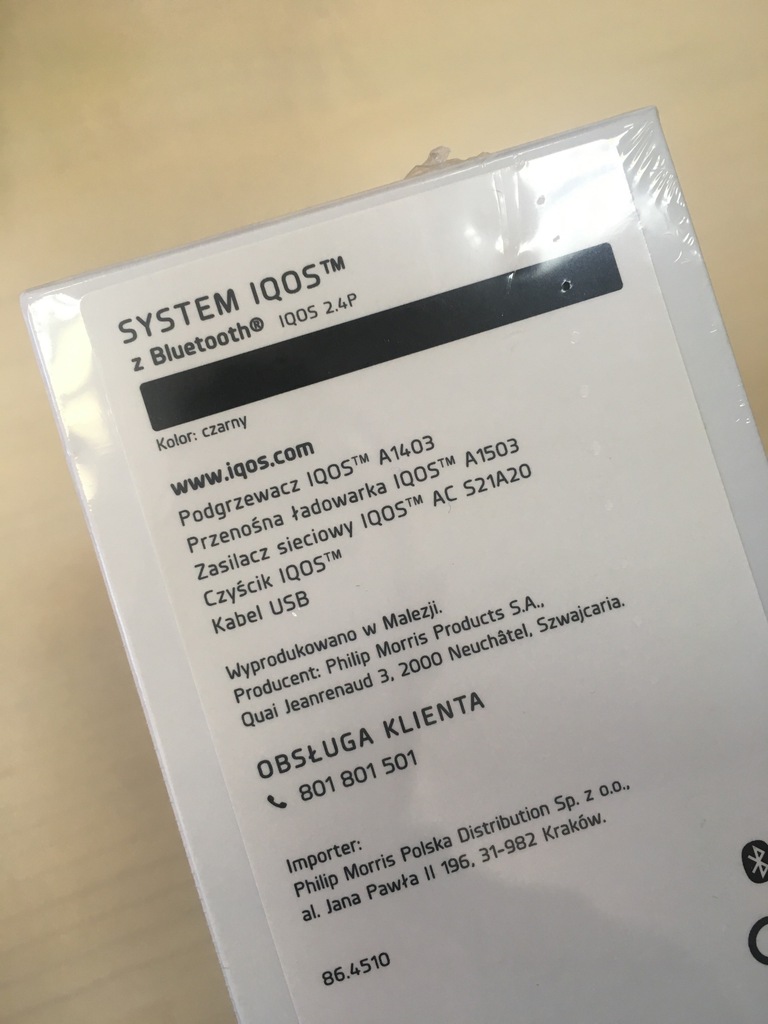 SYSTEM IQOS™
z Bluetooth® IQOS 2.4P
Kolor: czarny
www.iqos.com
Podgrzewacz IQOS™ A1403
Przenośna ładowarka IQOS™ A1503
Zasilacz sieciowy IQOS™ AC S21A20
Czyścik IQOS™
Kabel USB
Wyprodukowano w Malezji.
Producent: Philip Morris Products S.A.,
Quai Jeanrenaud 3, 2000 Neuchâtel, Szwajcaria.
OBSŁUGA KLIENTA
801 801 501
Importer:
Philip Morris Polska Distribution Sp. z o.o.,
al. Jana Pawła II 196, 31-982 Kraków.
86.4510